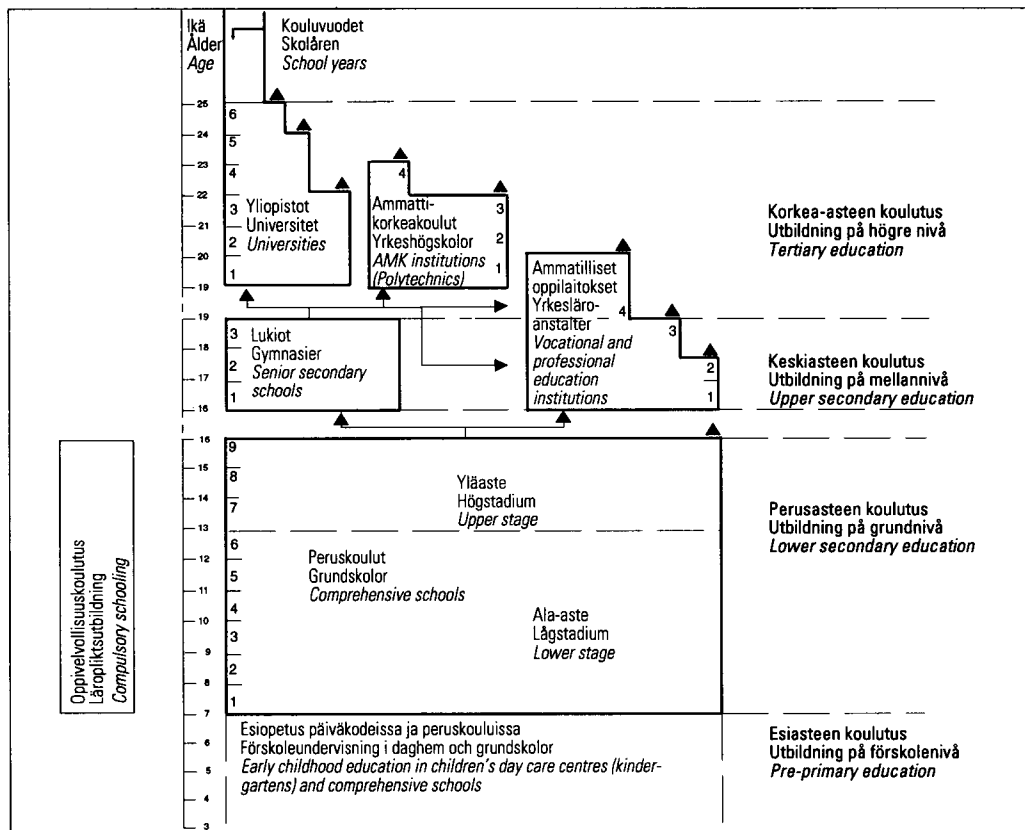 Ikä
Ålder
Age
Kouluvuodet
Skolåren
School years
25
24
23
22
21
20
19
6
5
4
3
2
1
Yliopistot
Universitet
Universities
4
3
2
1
Ammatti-
korkeakoulut
Yrkeshögskolor
AMK institutions
(Polytechnics)
Korkea-asteen koulutus
Utbildning på högre nivå
Tertiary education
19
18
17
16
3
2
1
Lukiot
Gymnasier
Senior secondary
schools
Ammatilliset
oppilaitokset
Yrkesläro-
anstalter
Vocational and
professional
education
institutions
4
3
2
1
Keskiasteen koulutus
Utbildning på mellannivå
Upper secondary education
Oppivelvollisuuskoulutus
Läropliktsutbildning
Compulsory schooling
16
15
14
13
12
11
10
9
8
7
9
8
7
6
5
4
3
2
1
Yläaste
Högstadium
Upper stage
Peruskoulut
Grundskolor
Comprehensive schools
Ala-aste
Lågstadium
Lower stage
Perusasteen koulutus
Utbildning på grundnivå
Lower secondary education
6
5
4
3
Esiopetus päiväkodeissa ja peruskouluissa
Förskoleundervisning i daghem och grundskolor
Early childhood education in children's day care centres (kinder-
gartens) and comprehensive schools
Esiasteen koulutus
Utbildning på förskolenivå
Pre-primary education